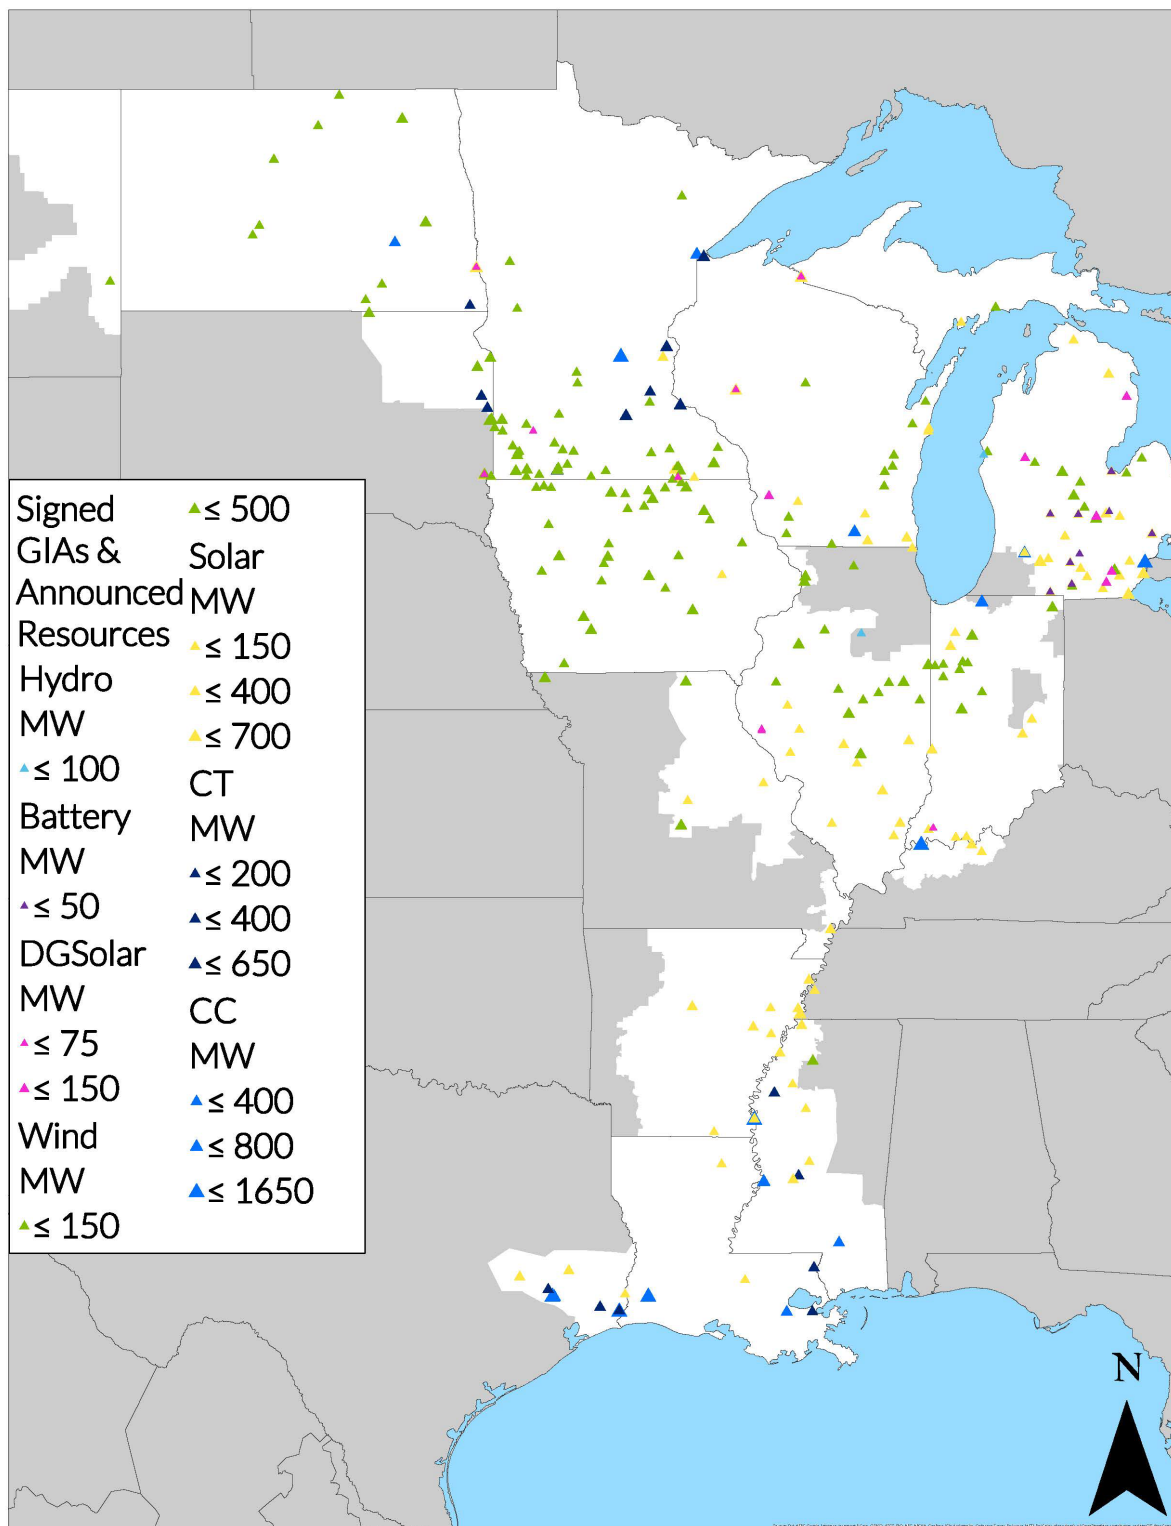 Signed
GIAs &
Announced
Resources
Hydro
MW
≤ 100
Battery
MW
≤ 50
DGSolar
MW
≤ 75
≤ 150
Wind
MW
≤ 150
≤ 500
Solar
MW
≤ 150
≤ 400
≤ 700
CT
MW
≤ 200
≤ 400
≤ 650
CC
MW
≤ 400
≤ 800
≤ 1650
N